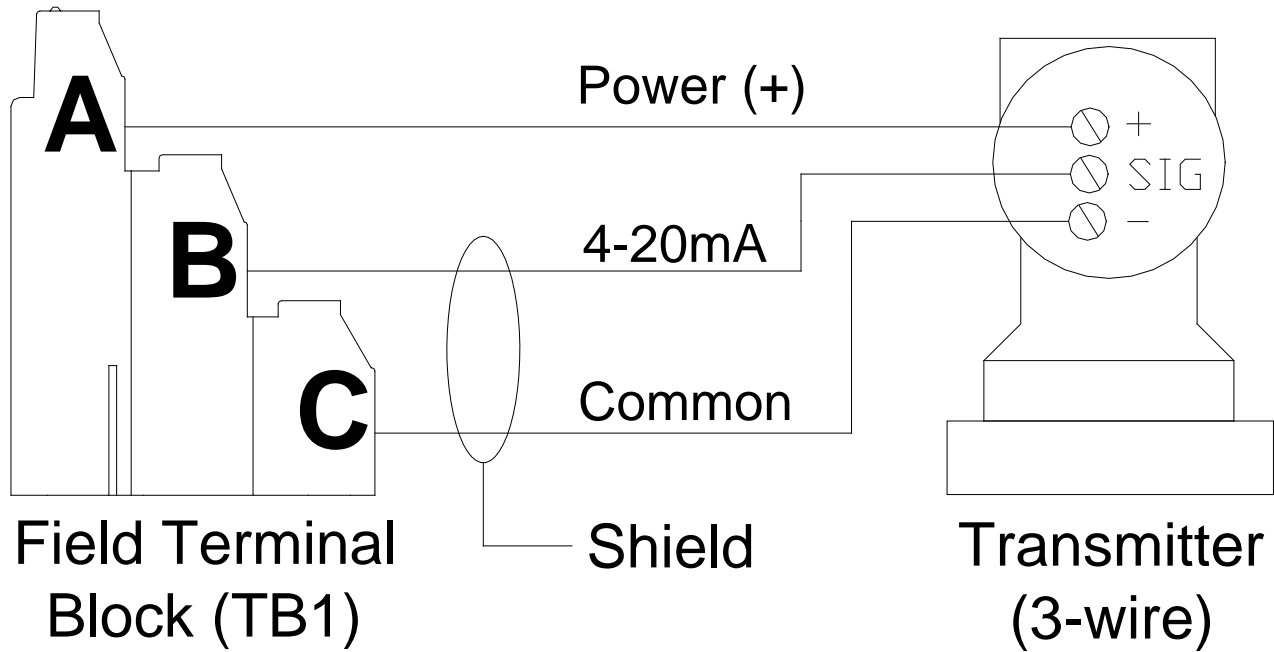 A
Power (+)
+
SIG
-
B
4-20mA
C
Common
Field Terminal
Block (TB1)
Shield
Transmitter
(3-wire)